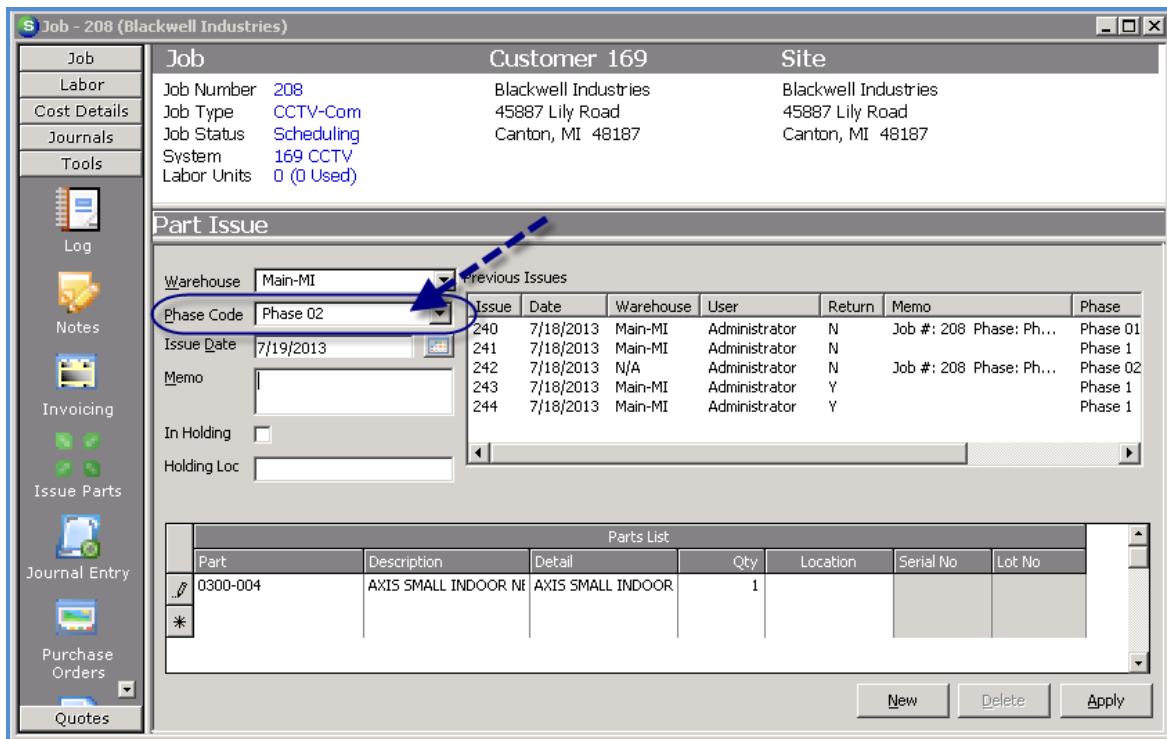 Job - 208 (Blackwell Industries)
Job
Labor
Cost Details
Journals
Tools
Log
Notes
Invoicing
Issue Parts
Journal Entry
Purchase
Orders
Quotes
Job Customer 169 Site
Job Number 208 Blackwell Industries Blackwell Industries
Job Type CCTV-Com 45887 Lily Road 45887 Lily Road
Job Status Scheduling Canton, MI 48187 Canton, MI 48187
System 169 CCTV
Labor Units 0 (0 Used)
Part Issue
Warehouse Main-MI
Phase Code Phase 02
Issue Date 7/19/2013
Memo
In Holding
Holding Loc
Previous Issues
Issue Date Warehouse User Return Memo Phase
240 7/18/2013 Main-MI Administrator N Job #: 208 Phase: Ph... Phase 01
241 7/18/2013 Main-MI Administrator N Phase 1
242 7/18/2013 N/A Administrator N Job #: 208 Phase: Ph... Phase 02
243 7/18/2013 Main-MI Administrator Y Phase 1
244 7/18/2013 Main-MI Administrator Y Phase 1
Parts List
Part Description Detail Qty Location Serial No Lot No
0300-004 AXIS SMALL INDOOR NE AXIS SMALL INDOOR 1
New Delete Apply